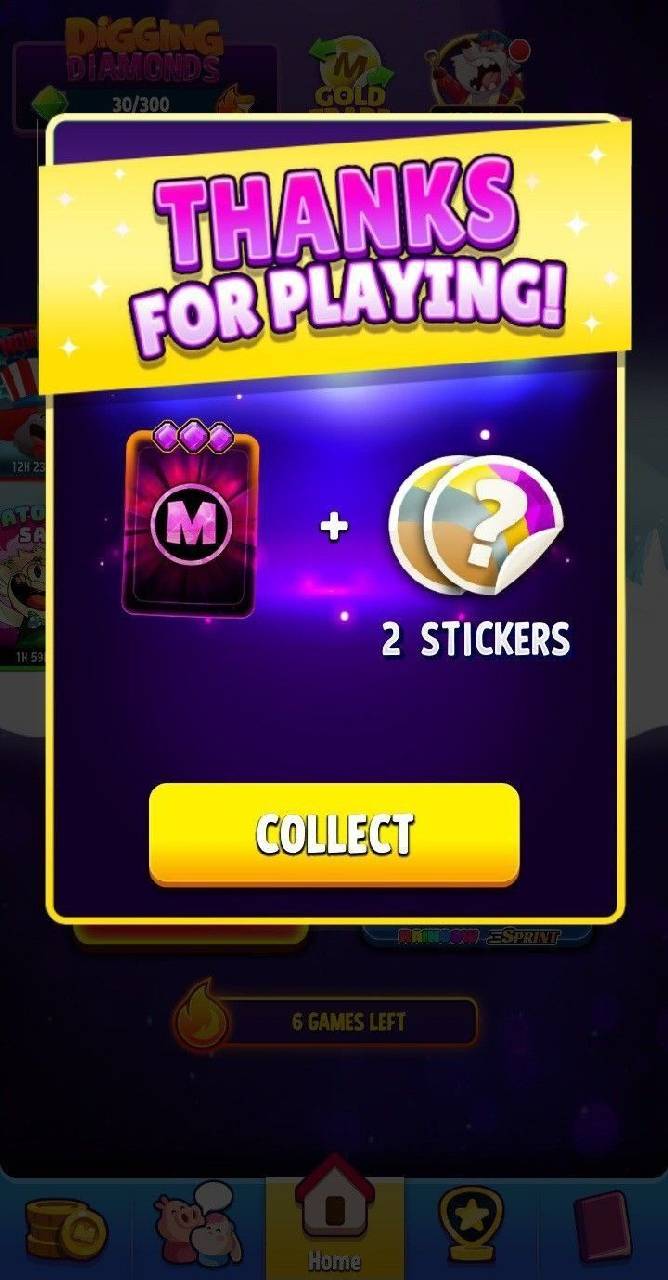 DIGGING
DIAMONDS
30/300
M
GOLD
THANKS
FOR PLAYING!
12H 23
M
+
?
2 STICKERS
SA
1H 59
COLLECT
RAINBOW SPRINT
6 GAMES LEFT
Home